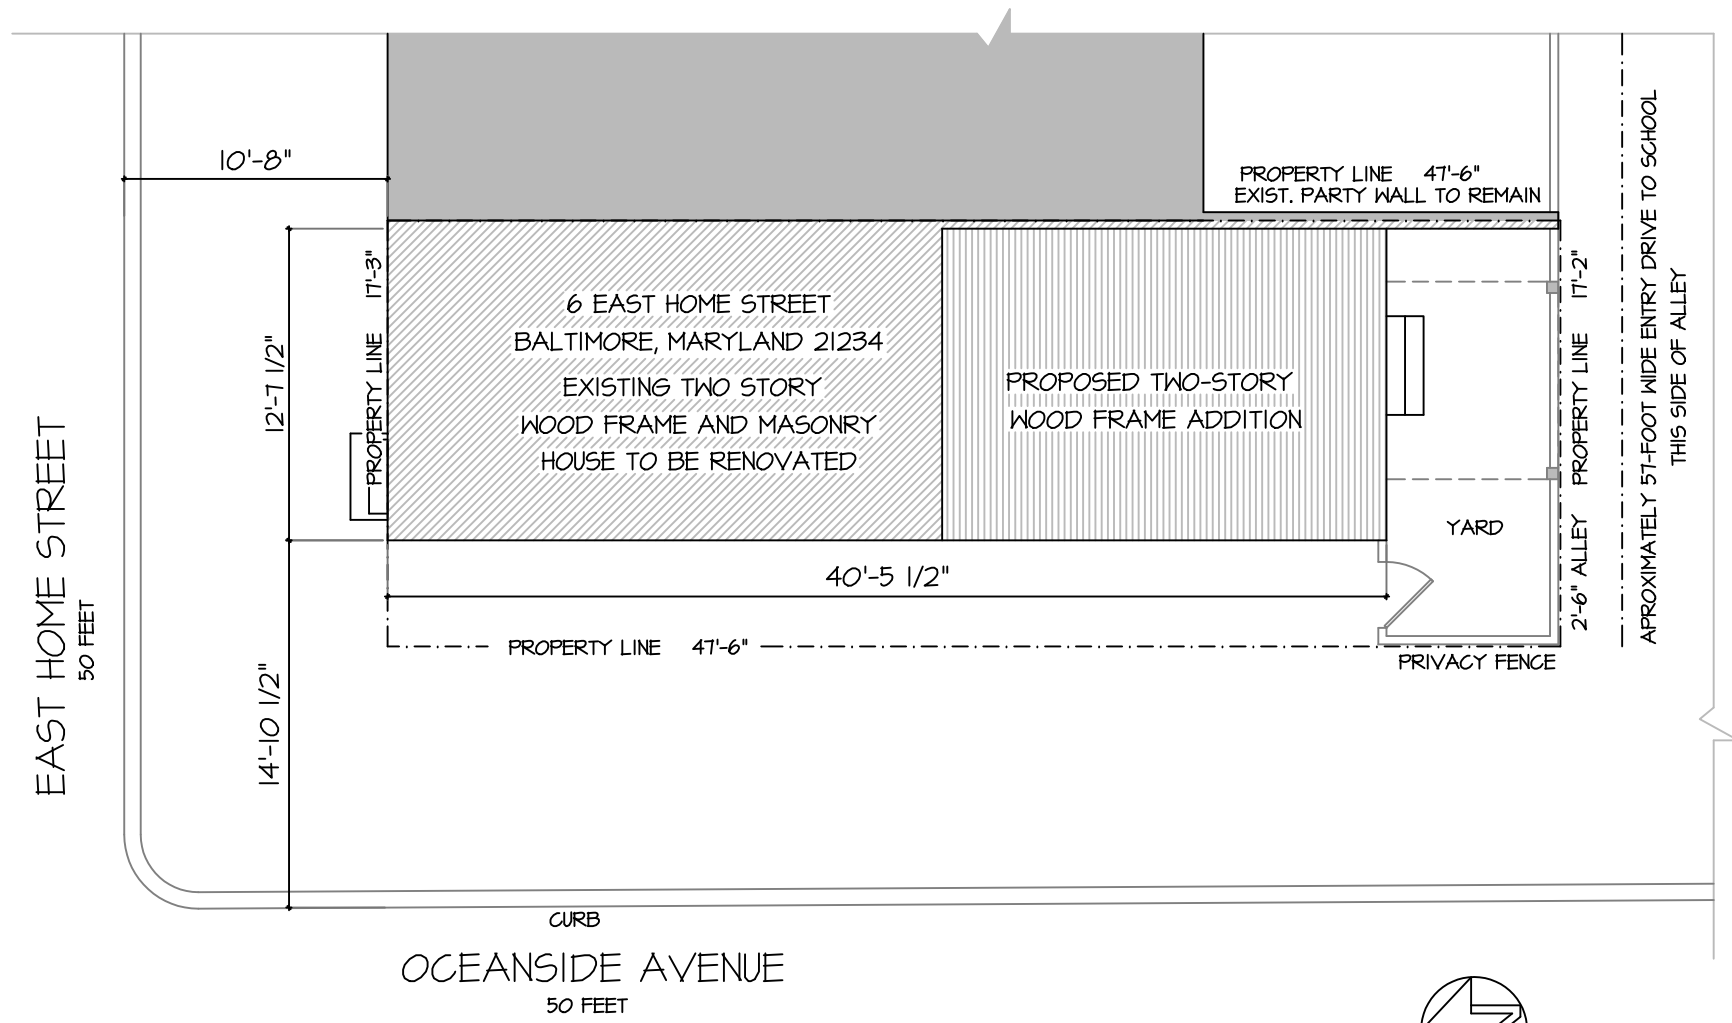 10'-8"
PROPERTY LINE 47'-6"
EXIST. PARTY WALL TO REMAIN
17'-3"
PROPERTY LINE
12'-7 1/2"
6 EAST HOME STREET
BALTIMORE, MARYLAND 21234
EXISTING TWO STORY
WOOD FRAME AND MASONRY
HOUSE TO BE RENOVATED
PROPOSED TWO-STORY
WOOD FRAME ADDITION
YARD
2'-6" ALLEY PROPERTY LINE 17'-2"
APROXIMATELY 57-FOOT WIDE ENTRY DRIVE TO SCHOOL
THIS SIDE OF ALLEY
EAST HOME STREET
50 FEET
40'-5 1/2"
PROPERTY LINE 47'-6"
PRIVACY FENCE
14'-10 1/2"
CURB
OCEANSIDE AVENUE
50 FEET